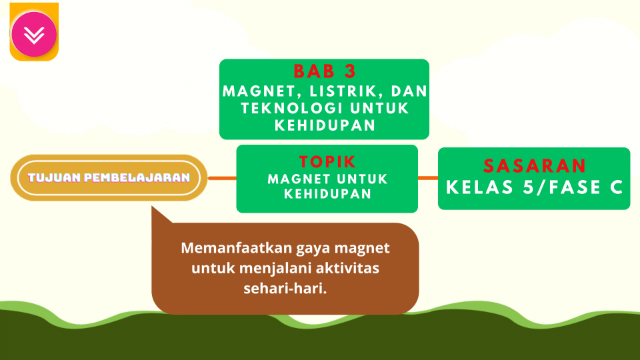 BAB 3
MAGNET, LISTRIK, DAN
TEKNOLOGI UNTUK
KEHIDUPAN
TUJUAN PEMBELAJARAN
TOPIK
MAGNET UNTUK
KEHIDUPAN
SASARAN
KELAS 5/FASE C
Memanfaatkan gaya magnet
untuk menjalani aktivitas
sehari-hari.